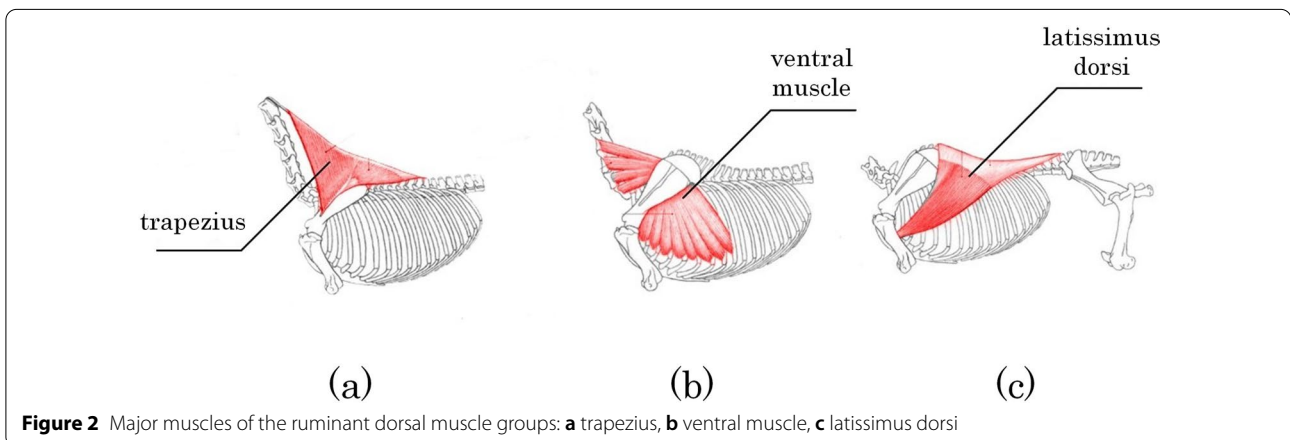 latissimus
dorsi
ventral
muscle
trapezius
(a)
(b)
(c)
Figure 2 Major muscles of the ruminant dorsal muscle groups: a trapezius, b ventral muscle, c latissimus dorsi